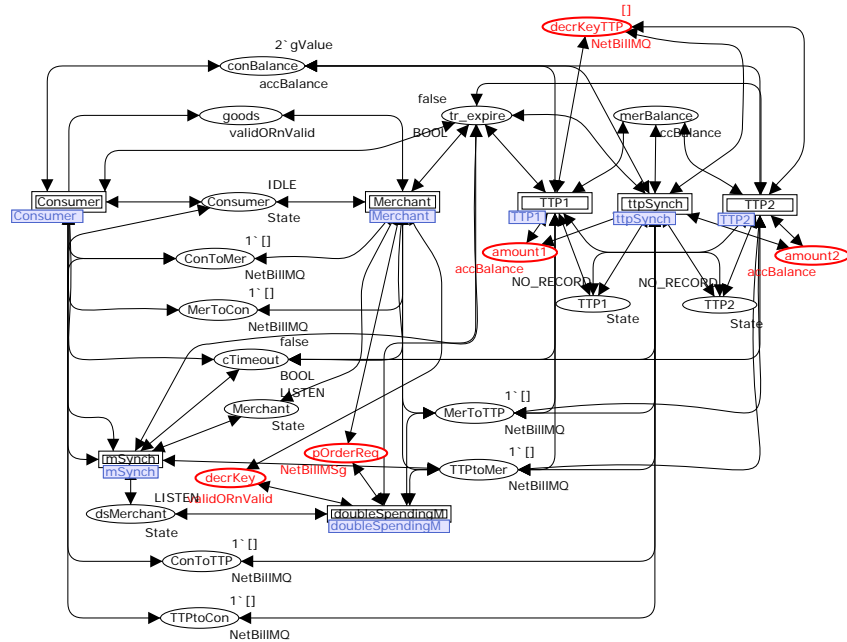 []
decrKeyTTP
NetBillMQ
2`gValue
conBalance
accBalance
goods
validORnValid
false
tr_expire
BOOL
merBalance
accBalance
Consumer
Consumer
IDLE
Consumer
State
Merchant
Merchant
TTP1
TTP1
ttpSynch
ttpSynch
TTP2
TTP2
1`[]
ConToMer
NetBillMQ
amount1
accBalance
amount2
accBalance
NO_RECORD
TTP1
State
NO_RECORD
TTP2
State
1`[]
MerToCon
NetBillMQ
false
cTimeout
BOOL
LISTEN
Merchant
State
1`[]
MerToTTP
NetBillMQ
mSynch
mSynch
pOrderReq
NetBillMSg
1`[]
TTPtoMer
NetBillMQ
decrKey
validORnValid
LISTEN
dsMerchant
State
doubleSpendingM
doubleSpendingM
1`[]
ConToTTP
NetBillMQ
1`[]
TTPtoCon
NetBillMQ